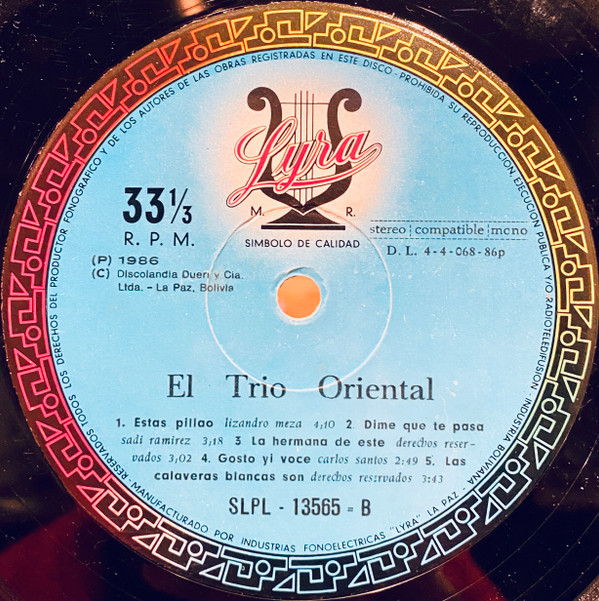 RESERVADOS TODOS LOS DERECHOS DEL PRODUCTOR FONOGRAFICO Y DE LOS AUTORES DE LAS OBRAS REGISTRADAS EN ESTE DISCO - PROHIBIDA SU REPRODUCCION, EJECUCION PUBLICA Y/O RADIOTELEDIFUSION - INDUSTRIA BOLIVIANA
Lyra
M. R.
SIMBOLO DE CALIDAD
33 1/3
R. P. M.
stereo compatible mono
D. L. 4-4-068-86p
(P) 1986
(C) Discolandia Dueri y Cia.
Ltda. - La Paz, Bolivia
El Trio Oriental
1. Estas pillao lizandro meza 4,10 2. Dime que te pasa
sadi ramirez 3,18 3 La hermana de este derechos reser-
vados 3,02 4. Gosto yi voce carlos santos 2:49 5. Las
calaveras blancas son derechos reservados 3:43
SLPL - 13565 = B
- MANUFACTURADO POR INDUSTRIAS FONOELECTRICAS "LYRA" LA PAZ -